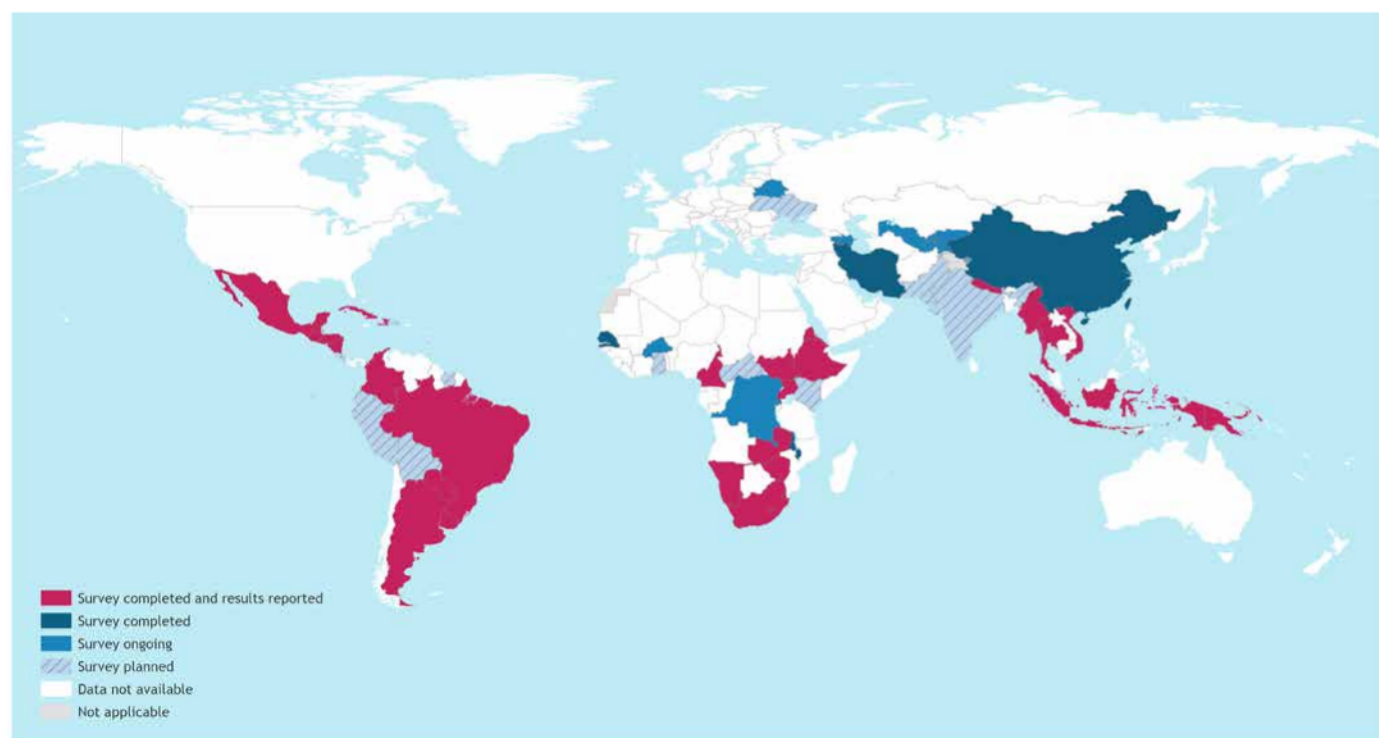 Survey completed and results reported
Survey completed
Survey ongoing
Survey planned
Data not available
Not applicable